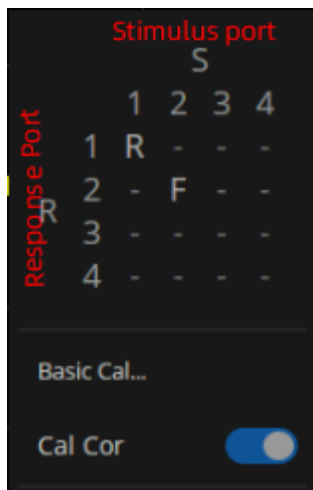 Stimulus port
S
1 2 3 4
Response Port
R
1 R - - -
2 - F - -
3 - - - -
4 - - - -
Basic Cal...
Cal Cor